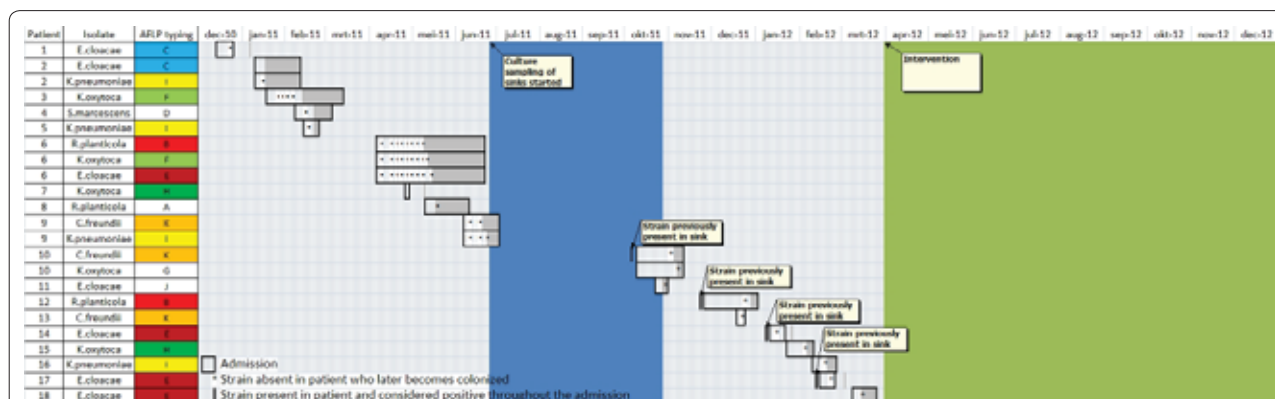 Patient Isolate AFLP typing dec-10 jan-11 feb-11 mrt-11 apr-11 mei-11 jun-11 jul-11 aug-11 sep-11 okt-11 nov-11 dec-11 jan-12 feb-12 mrt-12 apr-12 mei-12 jun-12 jul-12 aug-12 sep-12 okt-12 nov-12 dec-12
1 E.cloacae C
2 E.cloacae C
2 K.pneumoniae I
3 K.oxytoca F
4 S.marcescens D
5 K.pneumoniae I
6 R.planticola B
6 K.oxytoca F
6 E.cloacae E
7 K.oxytoca H
8 R.planticola A
9 C.freundii K
9 K.pneumoniae I
10 C.freundii K
10 K.oxytoca G
11 E.cloacae J
12 R.planticola B
13 C.freundii K
14 E.cloacae E
15 K.oxytoca H
16 K.pneumoniae I
17 E.cloacae E
18 E.cloacae E
Culture
sampling of
sinks started
Intervention
Strain previously
present in sink
Strain previously
present in sink
Strain previously
present in sink
Strain previously
present in sink
Admission
* Strain absent in patient who later becomes colonized
Strain present in patient and considered positive throughout the admission